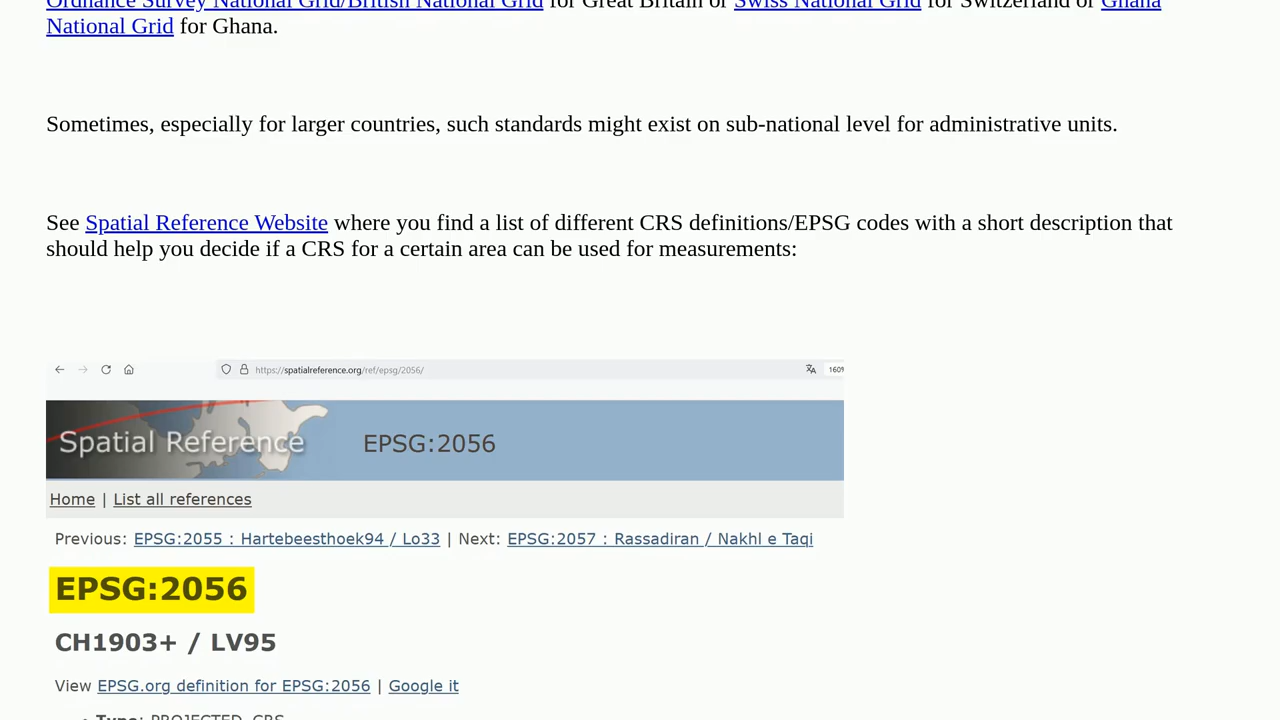 Ordnance Survey National Grid/British National Grid for Great Britain or Swiss National Grid for Switzerland or Ghana
National Grid for Ghana.
Sometimes, especially for larger countries, such standards might exist on sub-national level for administrative units.
See Spatial Reference Website where you find a list of different CRS definitions/EPSG codes with a short description that
should help you decide if a CRS for a certain area can be used for measurements:
https://spatialreference.org/ref/epsg/2056/ 160%
Spatial Reference EPSG:2056
Home | List all references
Previous: EPSG:2055 : Hartebeesthoek94 / Lo33 | Next: EPSG:2057 : Rassadiran / Nakhl e Taqi
EPSG:2056
CH1903+ / LV95
View EPSG.org definition for EPSG:2056 | Google it
• Type: PROJECTED_CRS